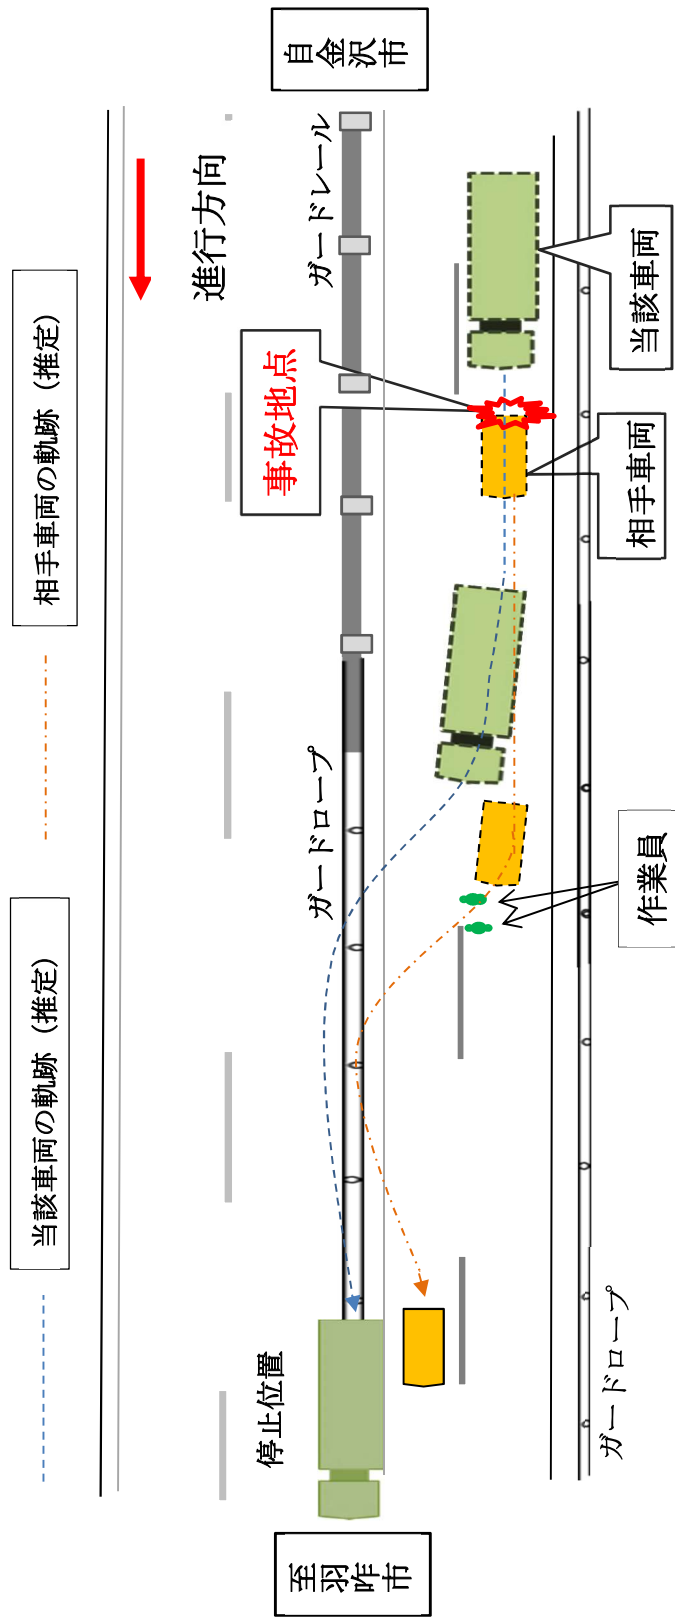 当該車両の軌跡（推定）
相手車両の軌跡（推定）
進行方向
自金沢市
ガードレール
事故地点
ガードロープ
停止位置
至羽咋市
当該車両
相手車両
作業員
ガードロープ